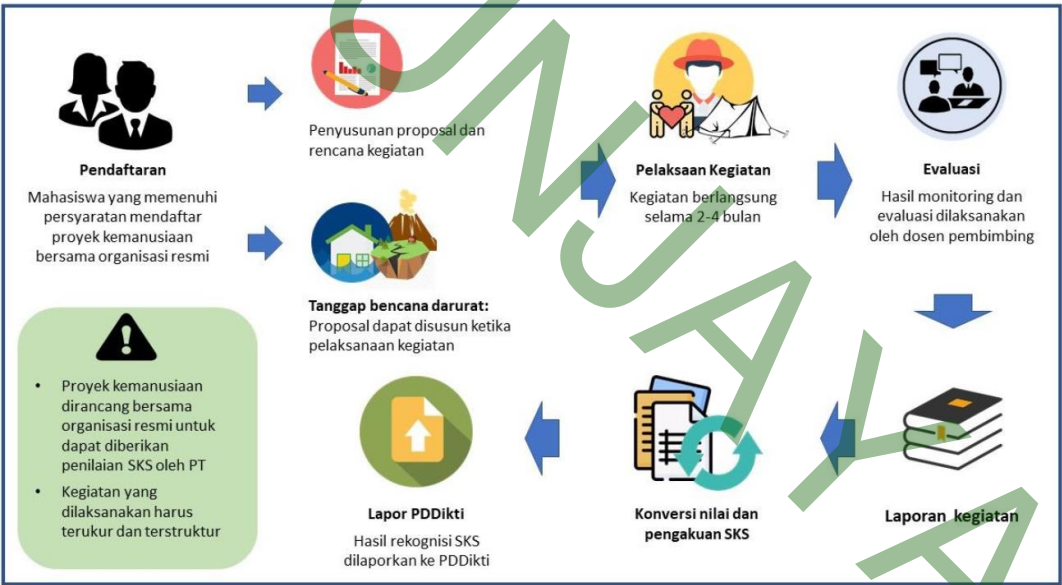 Pendaftaran
Mahasiswa yang memenuhi
persyaratan mendaftar
proyek kemanusiaan
bersama organisasi resmi
Penyusunan proposal dan
rencana kegiatan
Tanggap bencana darurat:
Proposal dapat disusun ketika
pelaksanaan kegiatan
Pelaksaan Kegiatan
Kegiatan berlangsung
selama 2-4 bulan
Evaluasi
Hasil monitoring dan
evaluasi dilaksanakan
oleh dosen pembimbing
Laporan kegiatan
Konversi nilai dan
pengakuan SKS
Lapor PDDikti
Hasil rekognisi SKS
dilaporkan ke PDDikti
• Proyek kemanusiaan
dirancang bersama
organisasi resmi untuk
dapat diberikan
penilaian SKS oleh PT
• Kegiatan yang
dilaksanakan harus
terukur dan terstruktur
UNJAYA